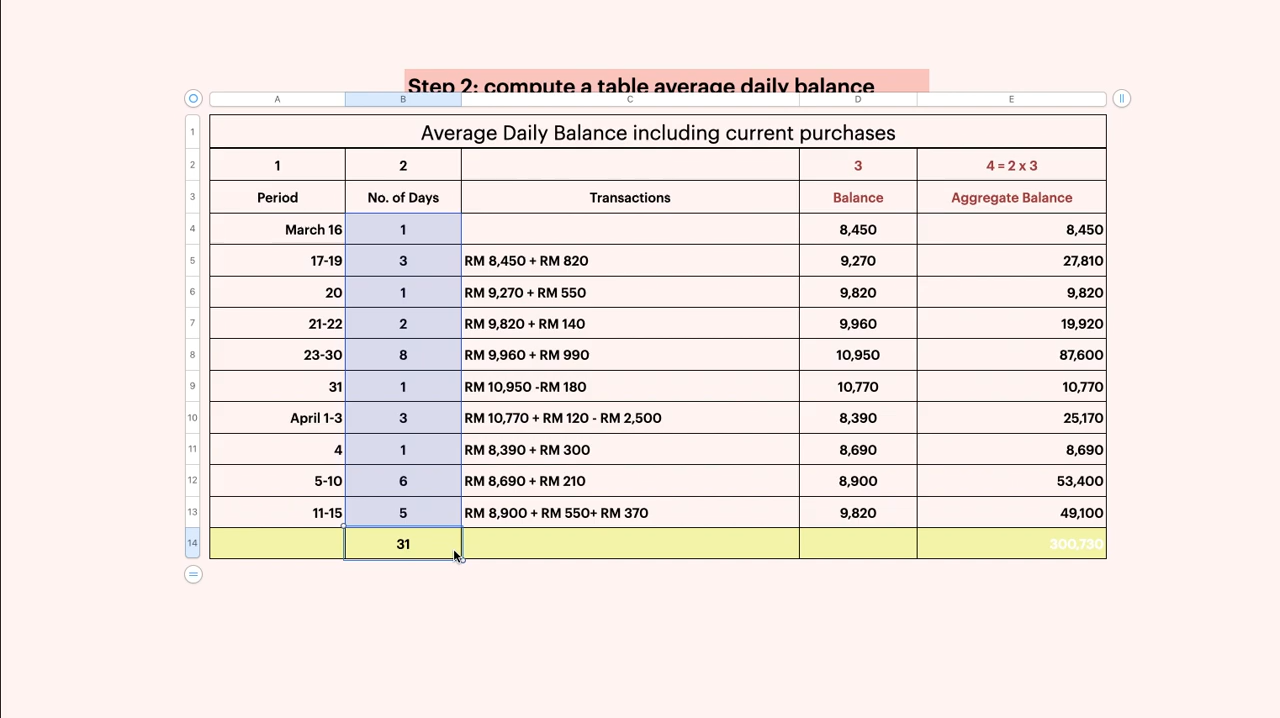 Step 2: compute a table average daily balance
A B C D E
1 Average Daily Balance including current purchases
2 1 2 3 4 = 2 x 3
3 Period No. of Days Transactions Balance Aggregate Balance
4 March 16 1 8,450 8,450
5 17-19 3 RM 8,450 + RM 820 9,270 27,810
6 20 1 RM 9,270 + RM 550 9,820 9,820
7 21-22 2 RM 9,820 + RM 140 9,960 19,920
8 23-30 8 RM 9,960 + RM 990 10,950 87,600
9 31 1 RM 10,950 -RM 180 10,770 10,770
10 April 1-3 3 RM 10,770 + RM 120 - RM 2,500 8,390 25,170
11 4 1 RM 8,390 + RM 300 8,690 8,690
12 5-10 6 RM 8,690 + RM 210 8,900 53,400
13 11-15 5 RM 8,900 + RM 550+ RM 370 9,820 49,100
14 31 300,730